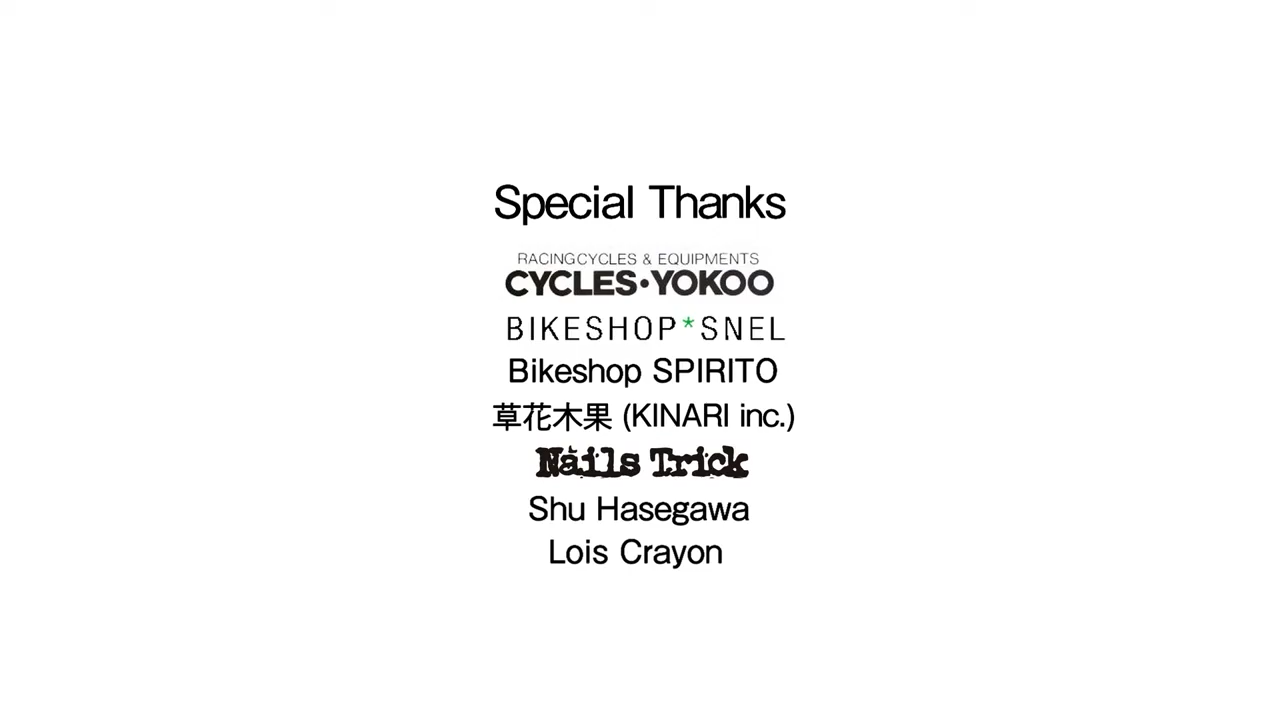 Special Thanks
RACINGCYCLES & EQUIPMENTS
CYCLES・YOKOO
BIKESHOP*SNEL
Bikeshop SPIRITO
草花木果 (KINARI inc.)
Nails Trick
Shu Hasegawa
Lois Crayon